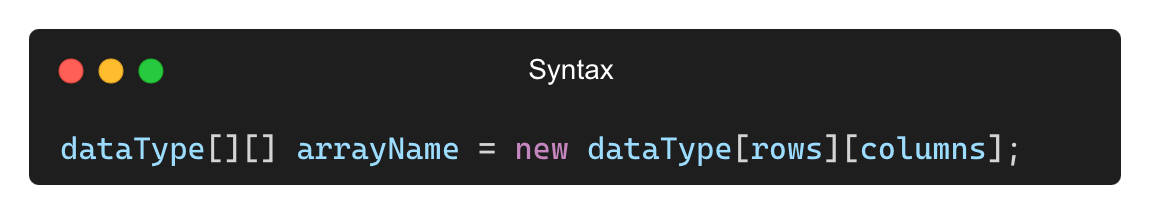 Syntax
dataType[][] arrayName = new dataType[rows][columns];